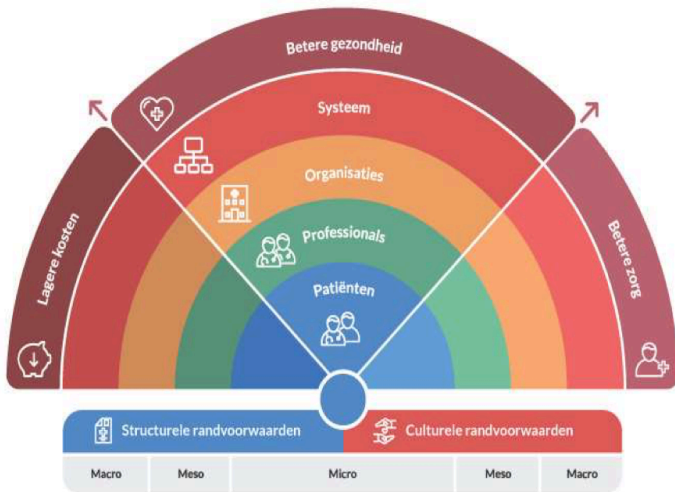 Betere gezondheid
Systeem
Organisaties
Professionals
Patiënten
Lagere kosten
Betere zorg
Structurele randvoorwaarden
Culturele randvoorwaarden
Macro Meso Micro Meso Macro